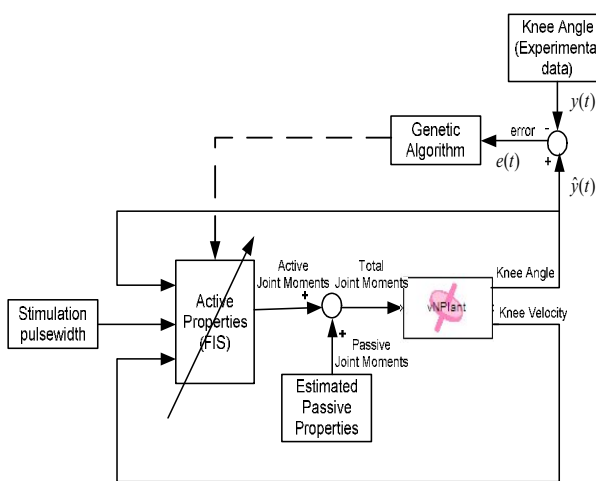 Knee Angle
(Experimenta
data)
y(t)
-
error
+
e(t)
ŷ(t)
Genetic
Algorithm
Active
Joint Moments
+
Total
Joint Moments
Knee Angle
Knee Velocity
vNPlant
Stimulation
pulsewidth
Active
Properties
(FIS)
+
Passive
Joint Moments
Estimated
Passive
Properties